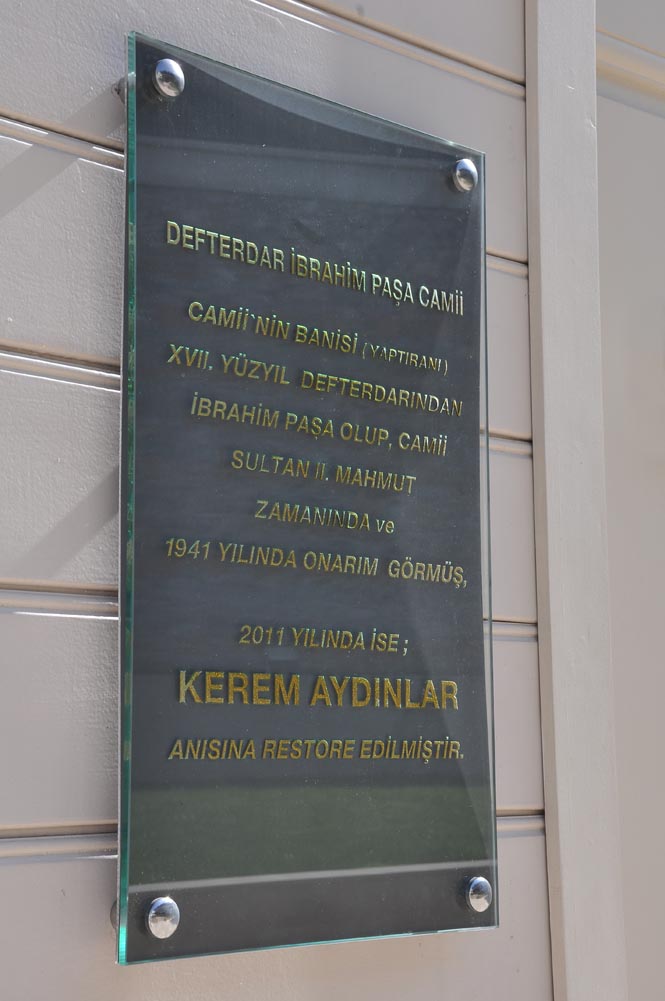 DEFTERDAR İBRAHİM PAŞA CAMİİ
CAMİİ`NİN BANİSİ (YAPTIRANI)
XVII. YÜZYIL DEFTERDARINDAN
İBRAHİM PAŞA OLUP, CAMİİ
SULTAN II. MAHMUT
ZAMANINDA ve
1941 YILINDA ONARIM GÖRMÜŞ,
2011 YILINDA İSE ;
KEREM AYDINLAR
ANISINA RESTORE EDİLMİŞTİR.